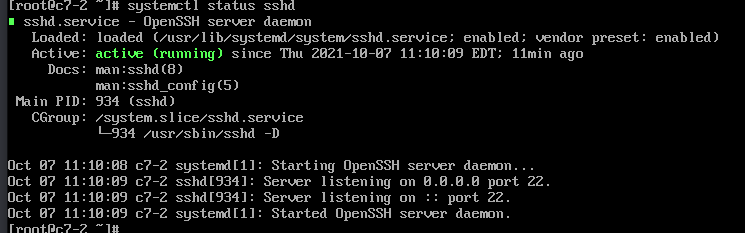 [root@c7-2 ~]# systemctl status sshd
● sshd.service - OpenSSH server daemon
Loaded: loaded (/usr/lib/systemd/system/sshd.service; enabled; vendor preset: enabled)
Active: active (running) since Thu 2021-10-07 11:10:09 EDT; 11min ago
Docs: man:sshd(8)
man:sshd_config(5)
Main PID: 934 (sshd)
CGroup: /system.slice/sshd.service
└─934 /usr/sbin/sshd -D
Oct 07 11:10:08 c7-2 systemd[1]: Starting OpenSSH server daemon...
Oct 07 11:10:09 c7-2 sshd[934]: Server listening on 0.0.0.0 port 22.
Oct 07 11:10:09 c7-2 sshd[934]: Server listening on :: port 22.
Oct 07 11:10:09 c7-2 systemd[1]: Started OpenSSH server daemon.
[root@c7-2 ~]#